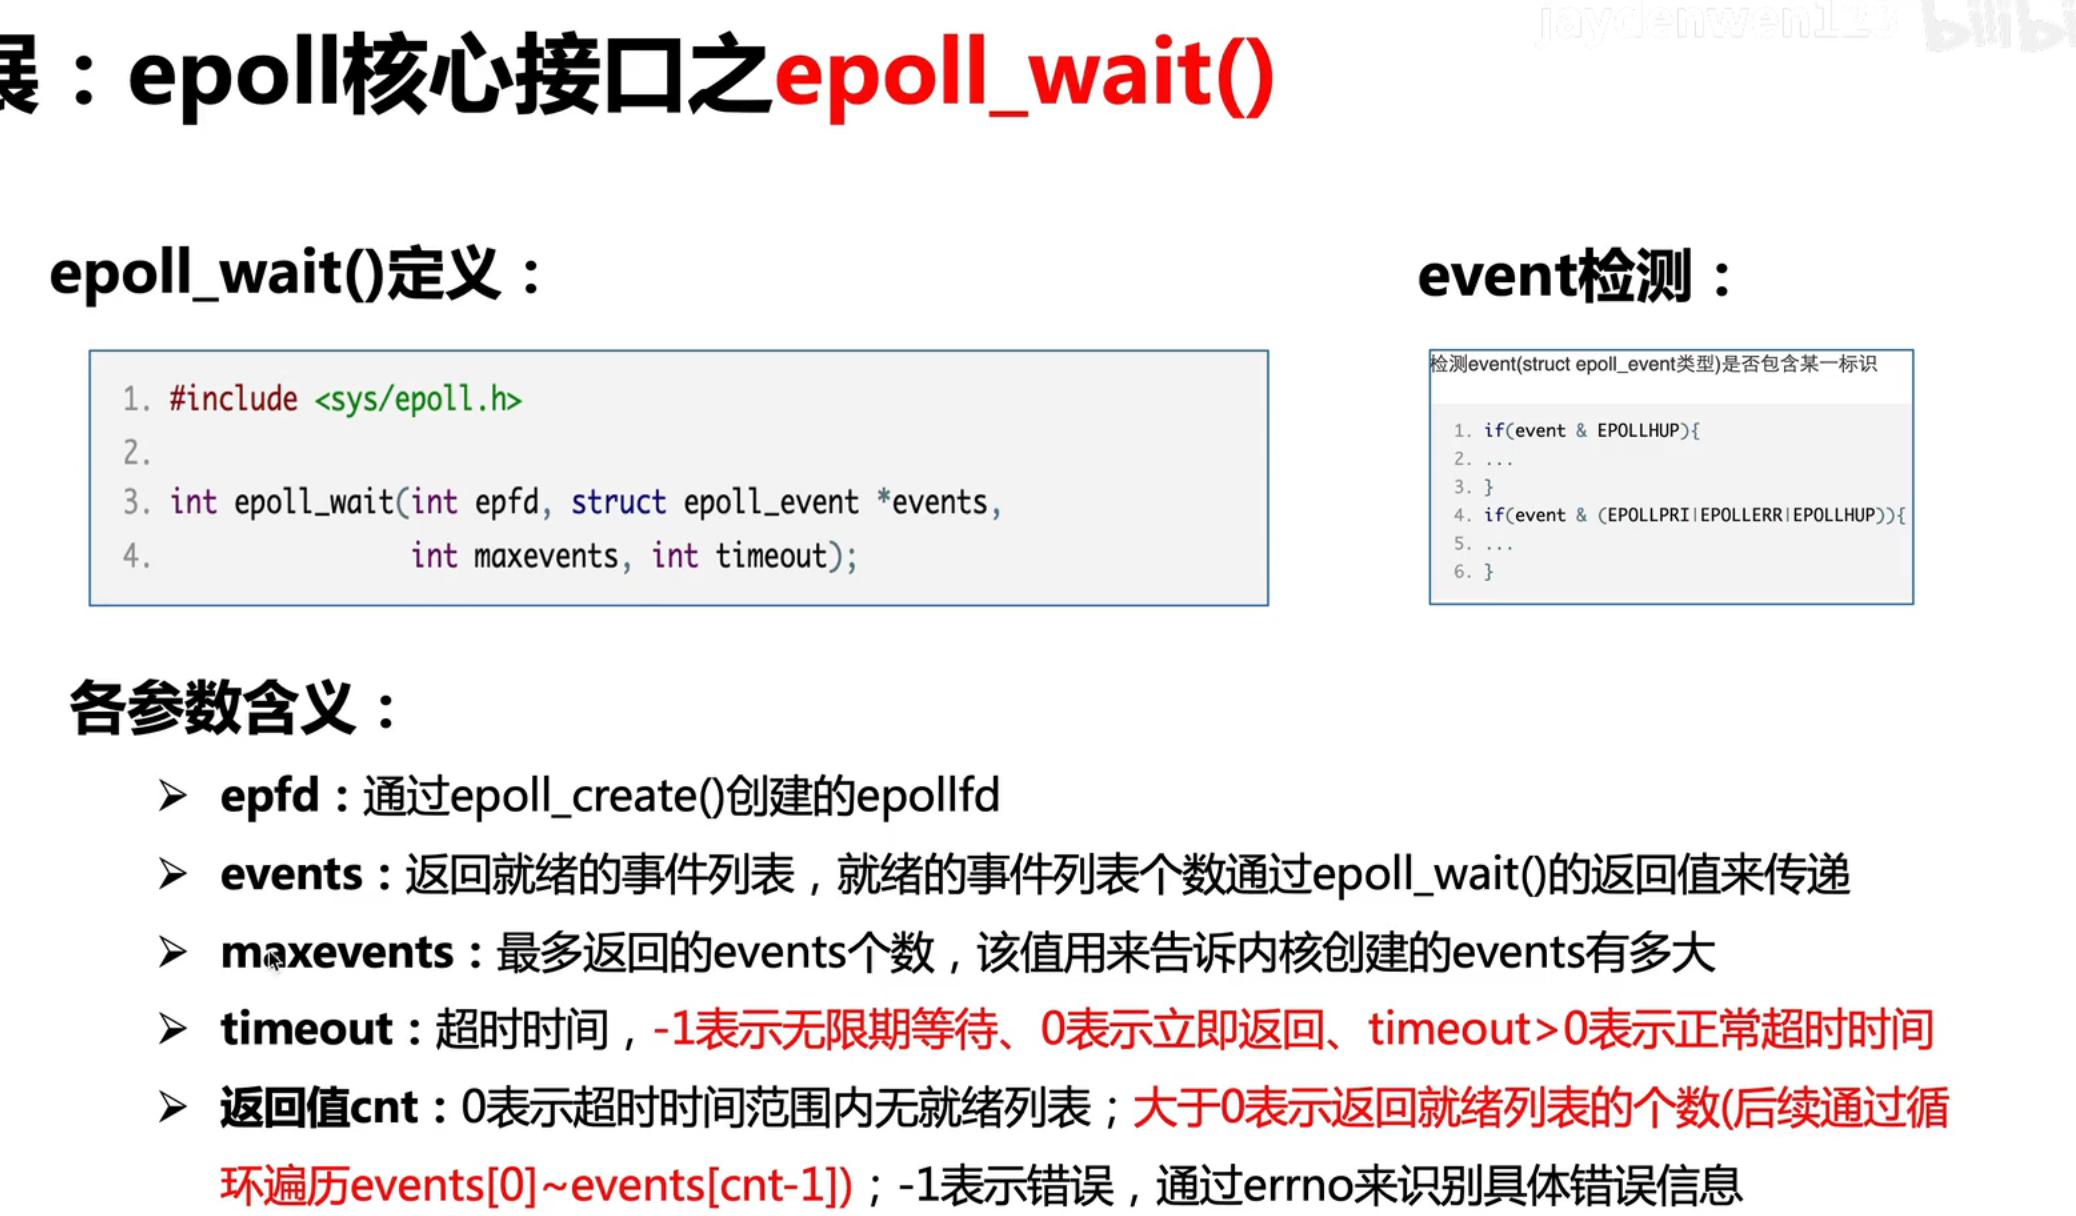 jaydenwen123 bilibili
展：epoll核心接口之epoll_wait()
epoll_wait()定义：
1. #include <sys/epoll.h>
2.
3. int epoll_wait(int epfd, struct epoll_event *events,
4. int maxevents, int timeout);
event检测：
检测event(struct epoll_event类型)是否包含某一标识
1. if(event & EPOLLHUP){
2. ...
3. }
4. if(event & (EPOLLPRI|EPOLLERR|EPOLLHUP)){
5. ...
6. }
各参数含义：
➢ epfd：通过epoll_create()创建的epollfd
➢ events：返回就绪的事件列表，就绪的事件列表个数通过epoll_wait()的返回值来传递
➢ maxevents：最多返回的events个数，该值用来告诉内核创建的events有多大
➢ timeout：超时时间，-1表示无限期等待、0表示立即返回、timeout>0表示正常超时时间
➢ 返回值cnt：0表示超时时间范围内无就绪列表；大于0表示返回就绪列表的个数(后续通过循
环遍历events[0]~events[cnt-1])；-1表示错误，通过errno来识别具体错误信息